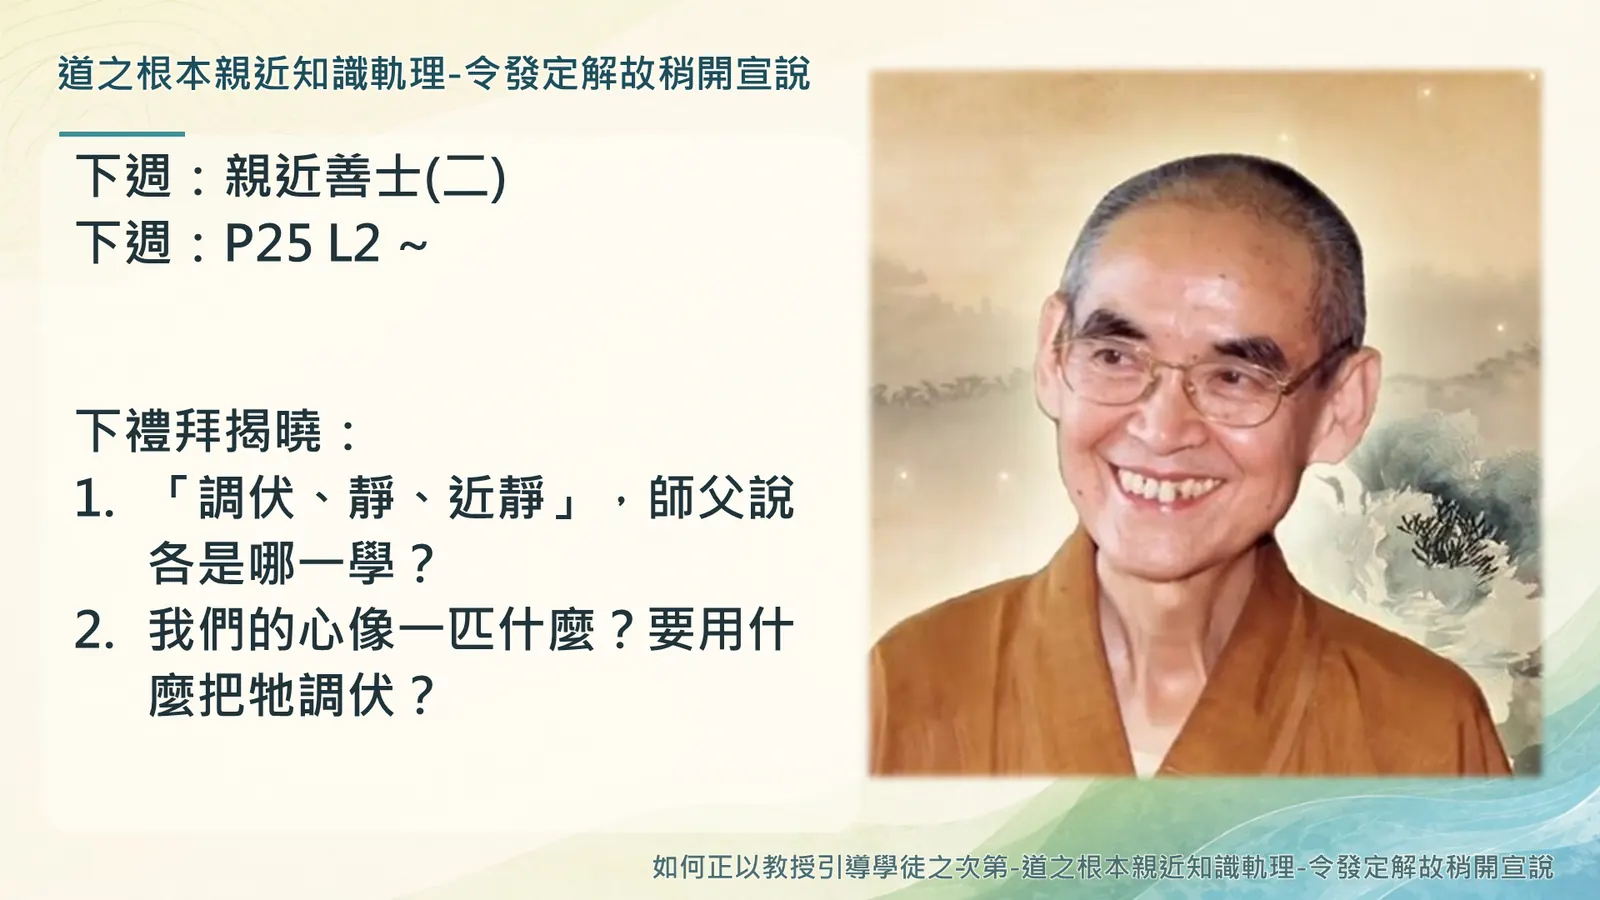 道之根本親近知識軌理-令發定解故稍開宣說
下週：親近善士(二)
下週：P25 L2 ~
下禮拜揭曉：
1. 「調伏、靜、近靜」，師父說
各是哪一學？
2. 我們的心像一匹什麼？要用什
麼把牠調伏？
如何正以教授引導學徒之次第-道之根本親近知識軌理-令發定解故稍開宣說